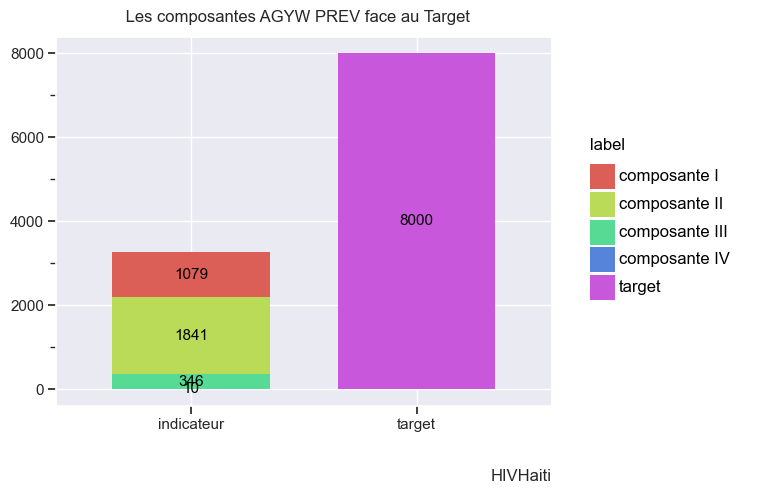 Les composantes AGYW PREV face au Target
8000
6000
4000
2000
0
1079
1841
346
10
8000
indicateur
target
label
composante I
composante II
composante III
composante IV
target
HIVHaiti